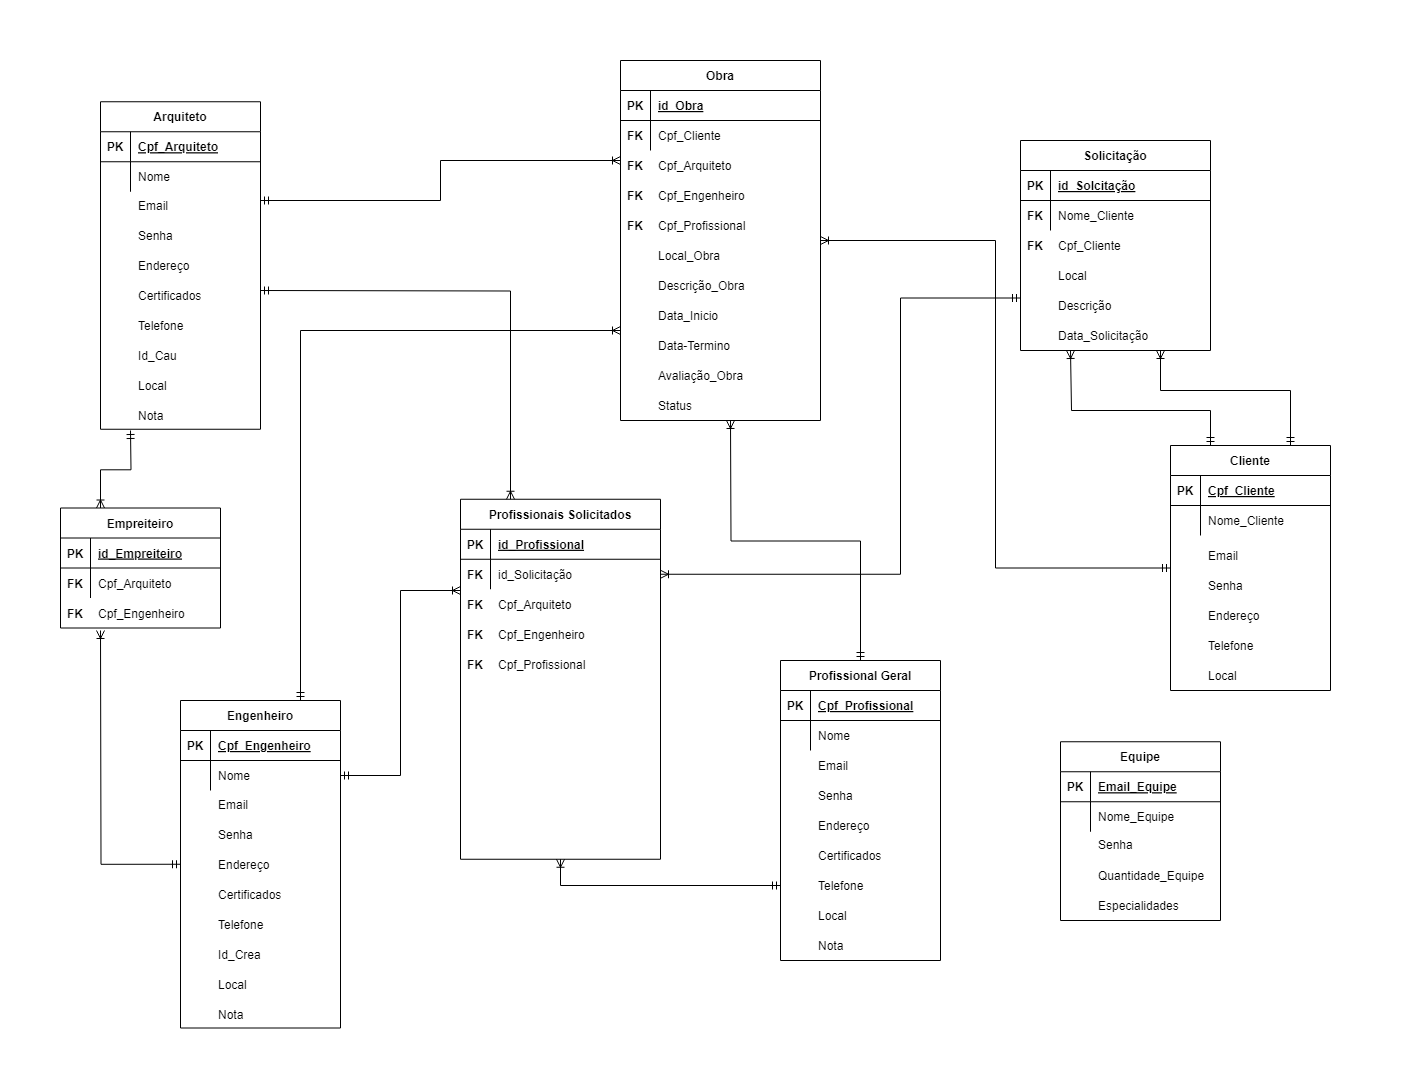 Obra
PK id_Obra
FK Cpf_Cliente
FK Cpf_Arquiteto
FK Cpf_Engenheiro
FK Cpf_Profissional
Local_Obra
Descrição_Obra
Data_Inicio
Data-Termino
Avaliação_Obra
Status
Arquiteto
PK Cpf_Arquiteto
Nome
Email
Senha
Endereço
Certificados
Telefone
Id_Cau
Local
Nota
Solicitação
PK id_Solcitação
FK Nome_Cliente
FK Cpf_Cliente
Local
Descrição
Data_Solicitação
Cliente
PK Cpf_Cliente
Nome_Cliente
Email
Senha
Endereço
Telefone
Local
Empreiteiro
PK id_Empreiteiro
FK Cpf_Arquiteto
FK Cpf_Engenheiro
Profissionais Solicitados
PK id_Profissional
FK id_Solicitação
FK Cpf_Arquiteto
FK Cpf_Engenheiro
FK Cpf_Profissional
Profissional Geral
PK Cpf_Profissional
Nome
Email
Senha
Endereço
Certificados
Telefone
Local
Nota
Engenheiro
PK Cpf_Engenheiro
Nome
Email
Senha
Endereço
Certificados
Telefone
Id_Crea
Local
Nota
Equipe
PK Email_Equipe
Nome_Equipe
Senha
Quantidade_Equipe
Especialidades